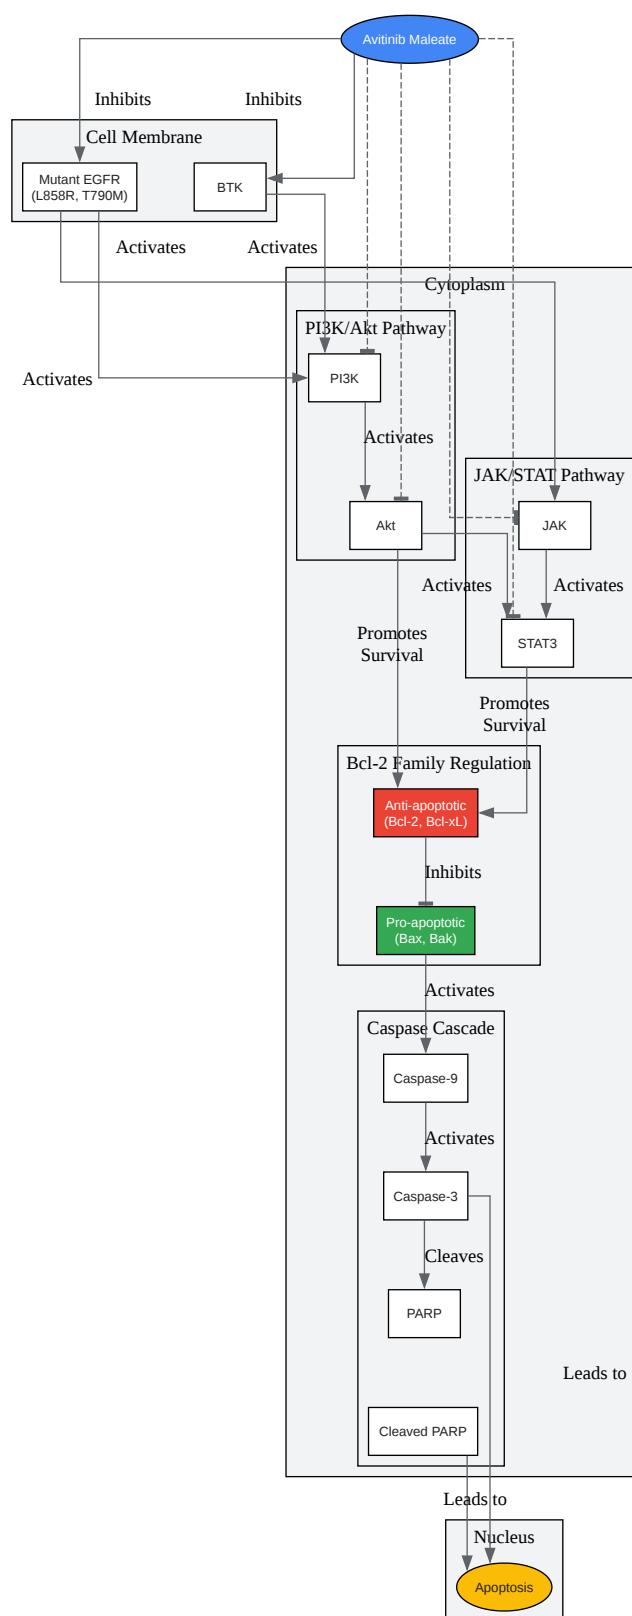 Avitinib Maleate
Inhibits
Inhibits
Cell Membrane
Mutant EGFR
(L858R, T790M)
BTK
Activates
Activates
Cytoplasm
PI3K/Akt Pathway
Activates
PI3K
Activates
JAK/STAT Pathway
Akt
JAK
Activates
Activates
Promotes
Survival
STAT3
Promotes
Survival
Bcl-2 Family Regulation
Anti-apoptotic
(Bcl-2, Bcl-xL)
Inhibits
Pro-apoptotic
(Bax, Bak)
Activates
Caspase Cascade
Caspase-9
Activates
Caspase-3
Cleaves
PARP
Leads to
Cleaved PARP
Leads to
Nucleus
Apoptosis